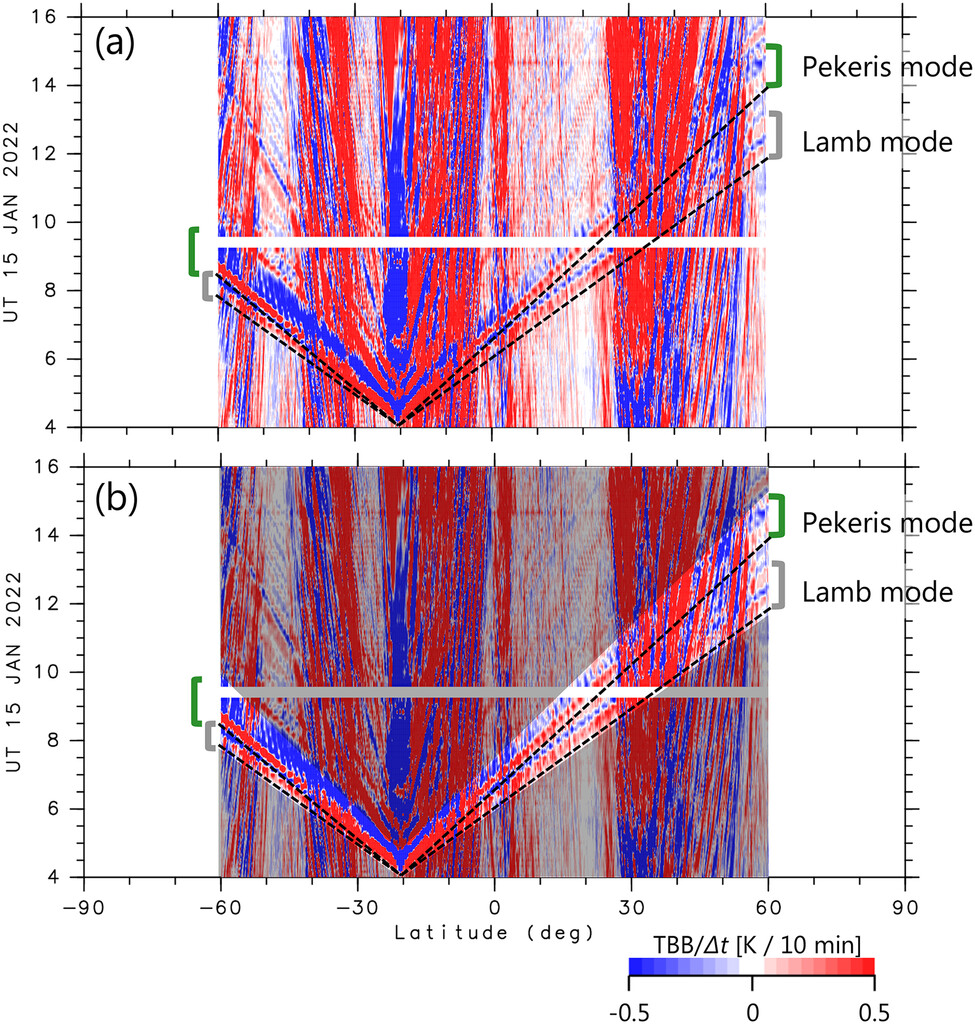 16
(a)
14
Pekeris mode
12
Lamb mode
10
8
6
4
UT 15 JAN 2022
16
(b)
14
Pekeris mode
12
Lamb mode
10
8
6
4
UT 15 JAN 2022
−90 −60 −30 0 30 60 90
Latitude (deg)
TBB/Δt [K / 10 min]
-0.5 0 0.5